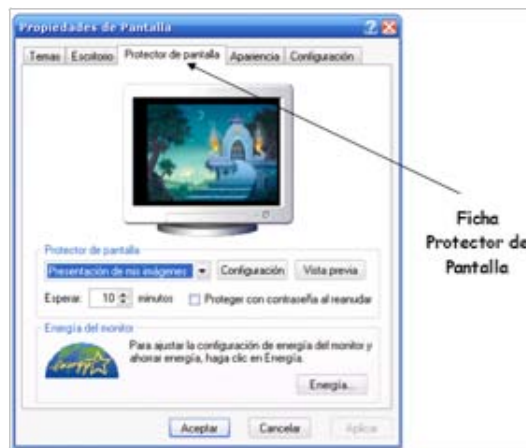 Propiedades de Pantalla
Temas Escritorio Protector de pantalla Apariencia Configuración
Ficha
Protector de
Pantalla
Protector de pantalla
Presentación de mis imágenes Configuración Vista previa
Esperar: 10 minutos Proteger con contraseña al reanudar
Energía del monitor
Para ajustar la configuración de energía del monitor y
ahorrar energía, haga clic en Energía.
Energía...
Aceptar Cancelar Aplicar